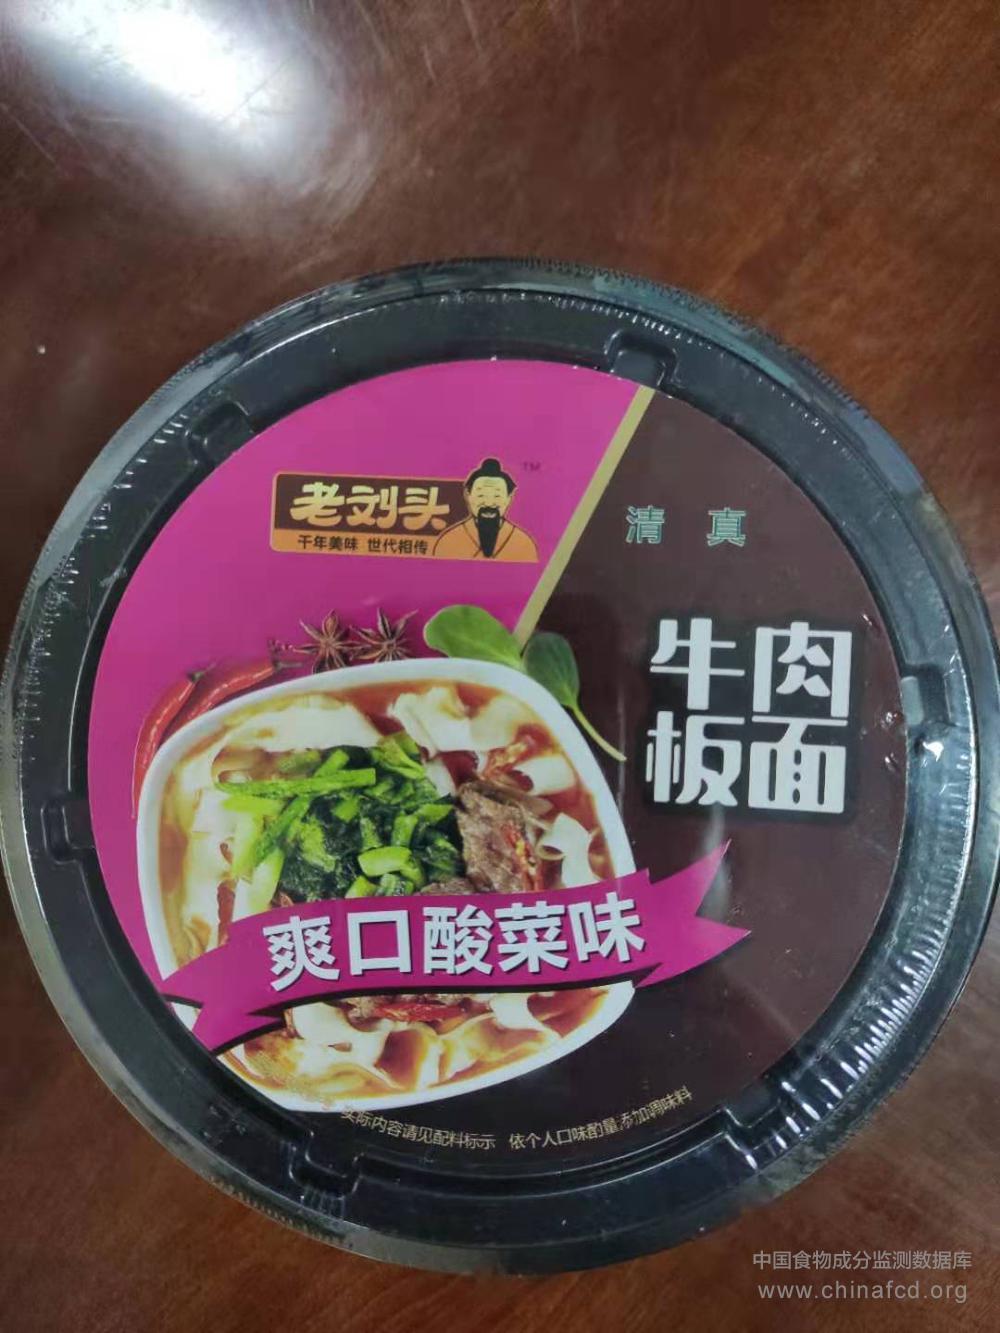 老刘头
TM
千年美味 世代相传
清真
牛肉
板面
爽口酸菜味
实际内容请见配料标示 依个人口味酌量添加调味料
中国食物成分监测数据库
www.chinafcd.org